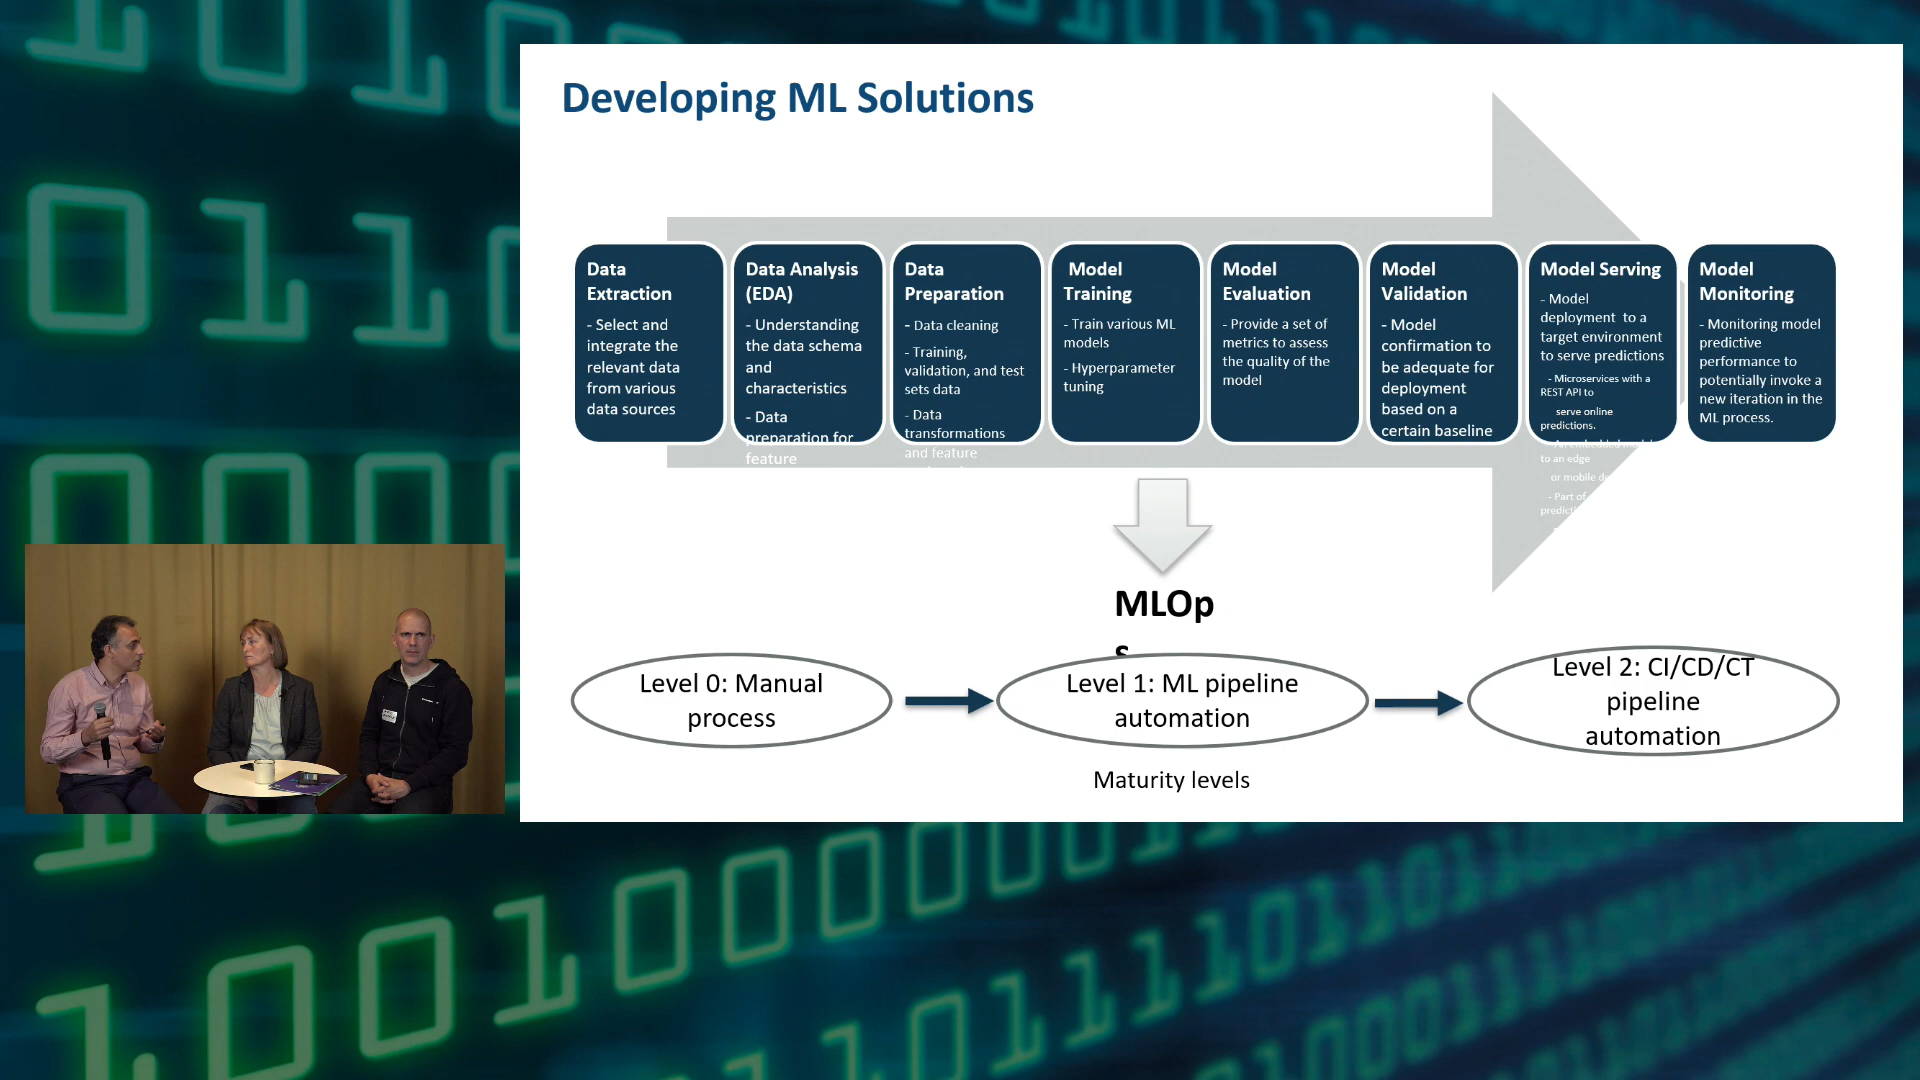 Developing ML Solutions
Data
Extraction
- Select and
integrate the
relevant data
from various
data sources
Data Analysis
(EDA)
- Understanding
the data schema
and
characteristics
- Data
preparation for
feature
Data
Preparation
- Data cleaning
- Training,
validation, and test
sets data
- Data
transformations
and feature
Model
Training
- Train various ML
models
- Hyperparameter
tuning
Model
Evaluation
- Provide a set of
metrics to assess
the quality of the
model
Model
Validation
- Model
confirmation to
be adequate for
deployment
based on a
certain baseline
Model Serving
- Model
deployment to a
target environment
to serve predictions
- Microservices with a
REST API to
serve online
predictions.
to an edge
or mobile
- Part of
Model
Monitoring
- Monitoring model
predictive
performance to
potentially invoke a
new iteration in the
ML process.
MLOp
s
Level 0: Manual
process
Level 1: ML pipeline
automation
Level 2: CI/CD/CT
pipeline
automation
Maturity levels